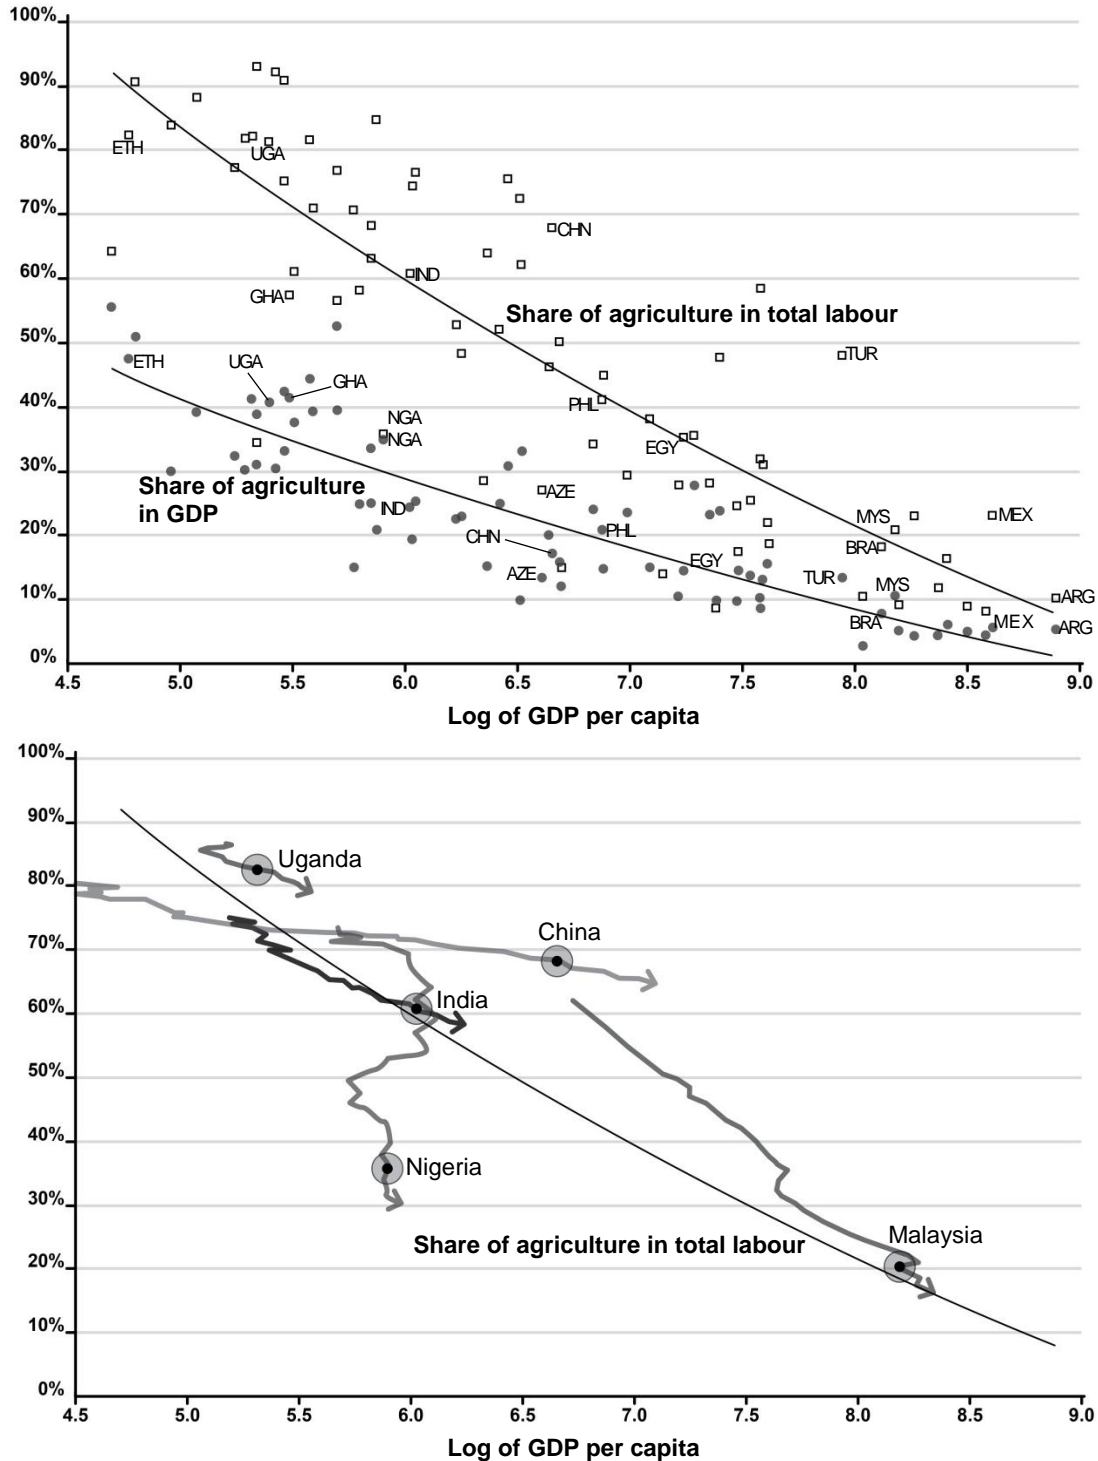 100%
90%
ETH
UGA
80%
70%
CHN
IND
60%
GHA
Share of agriculture in total labour
50%
TUR
ETH
UGA
GHA
40%
PHL
NGA
NGA
EGY
30%
Share of agriculture
in GDP
AZE
IND
MYS
MEX
20%
CHN
PHL
BRA
EGY
AZE
TUR
MYS
10%
ARG
BRA
MEX
ARG
0%
4.5 5.0 5.5 6.0 6.5 7.0 7.5 8.0 8.5 9.0
Log of GDP per capita
100%
90%
Uganda
80%
70%
China
India
60%
50%
40%
Nigeria
30%
Share of agriculture in total labour
Malaysia
20%
10%
0%
4.5 5.0 5.5 6.0 6.5 7.0 7.5 8.0 8.5 9.0
Log of GDP per capita